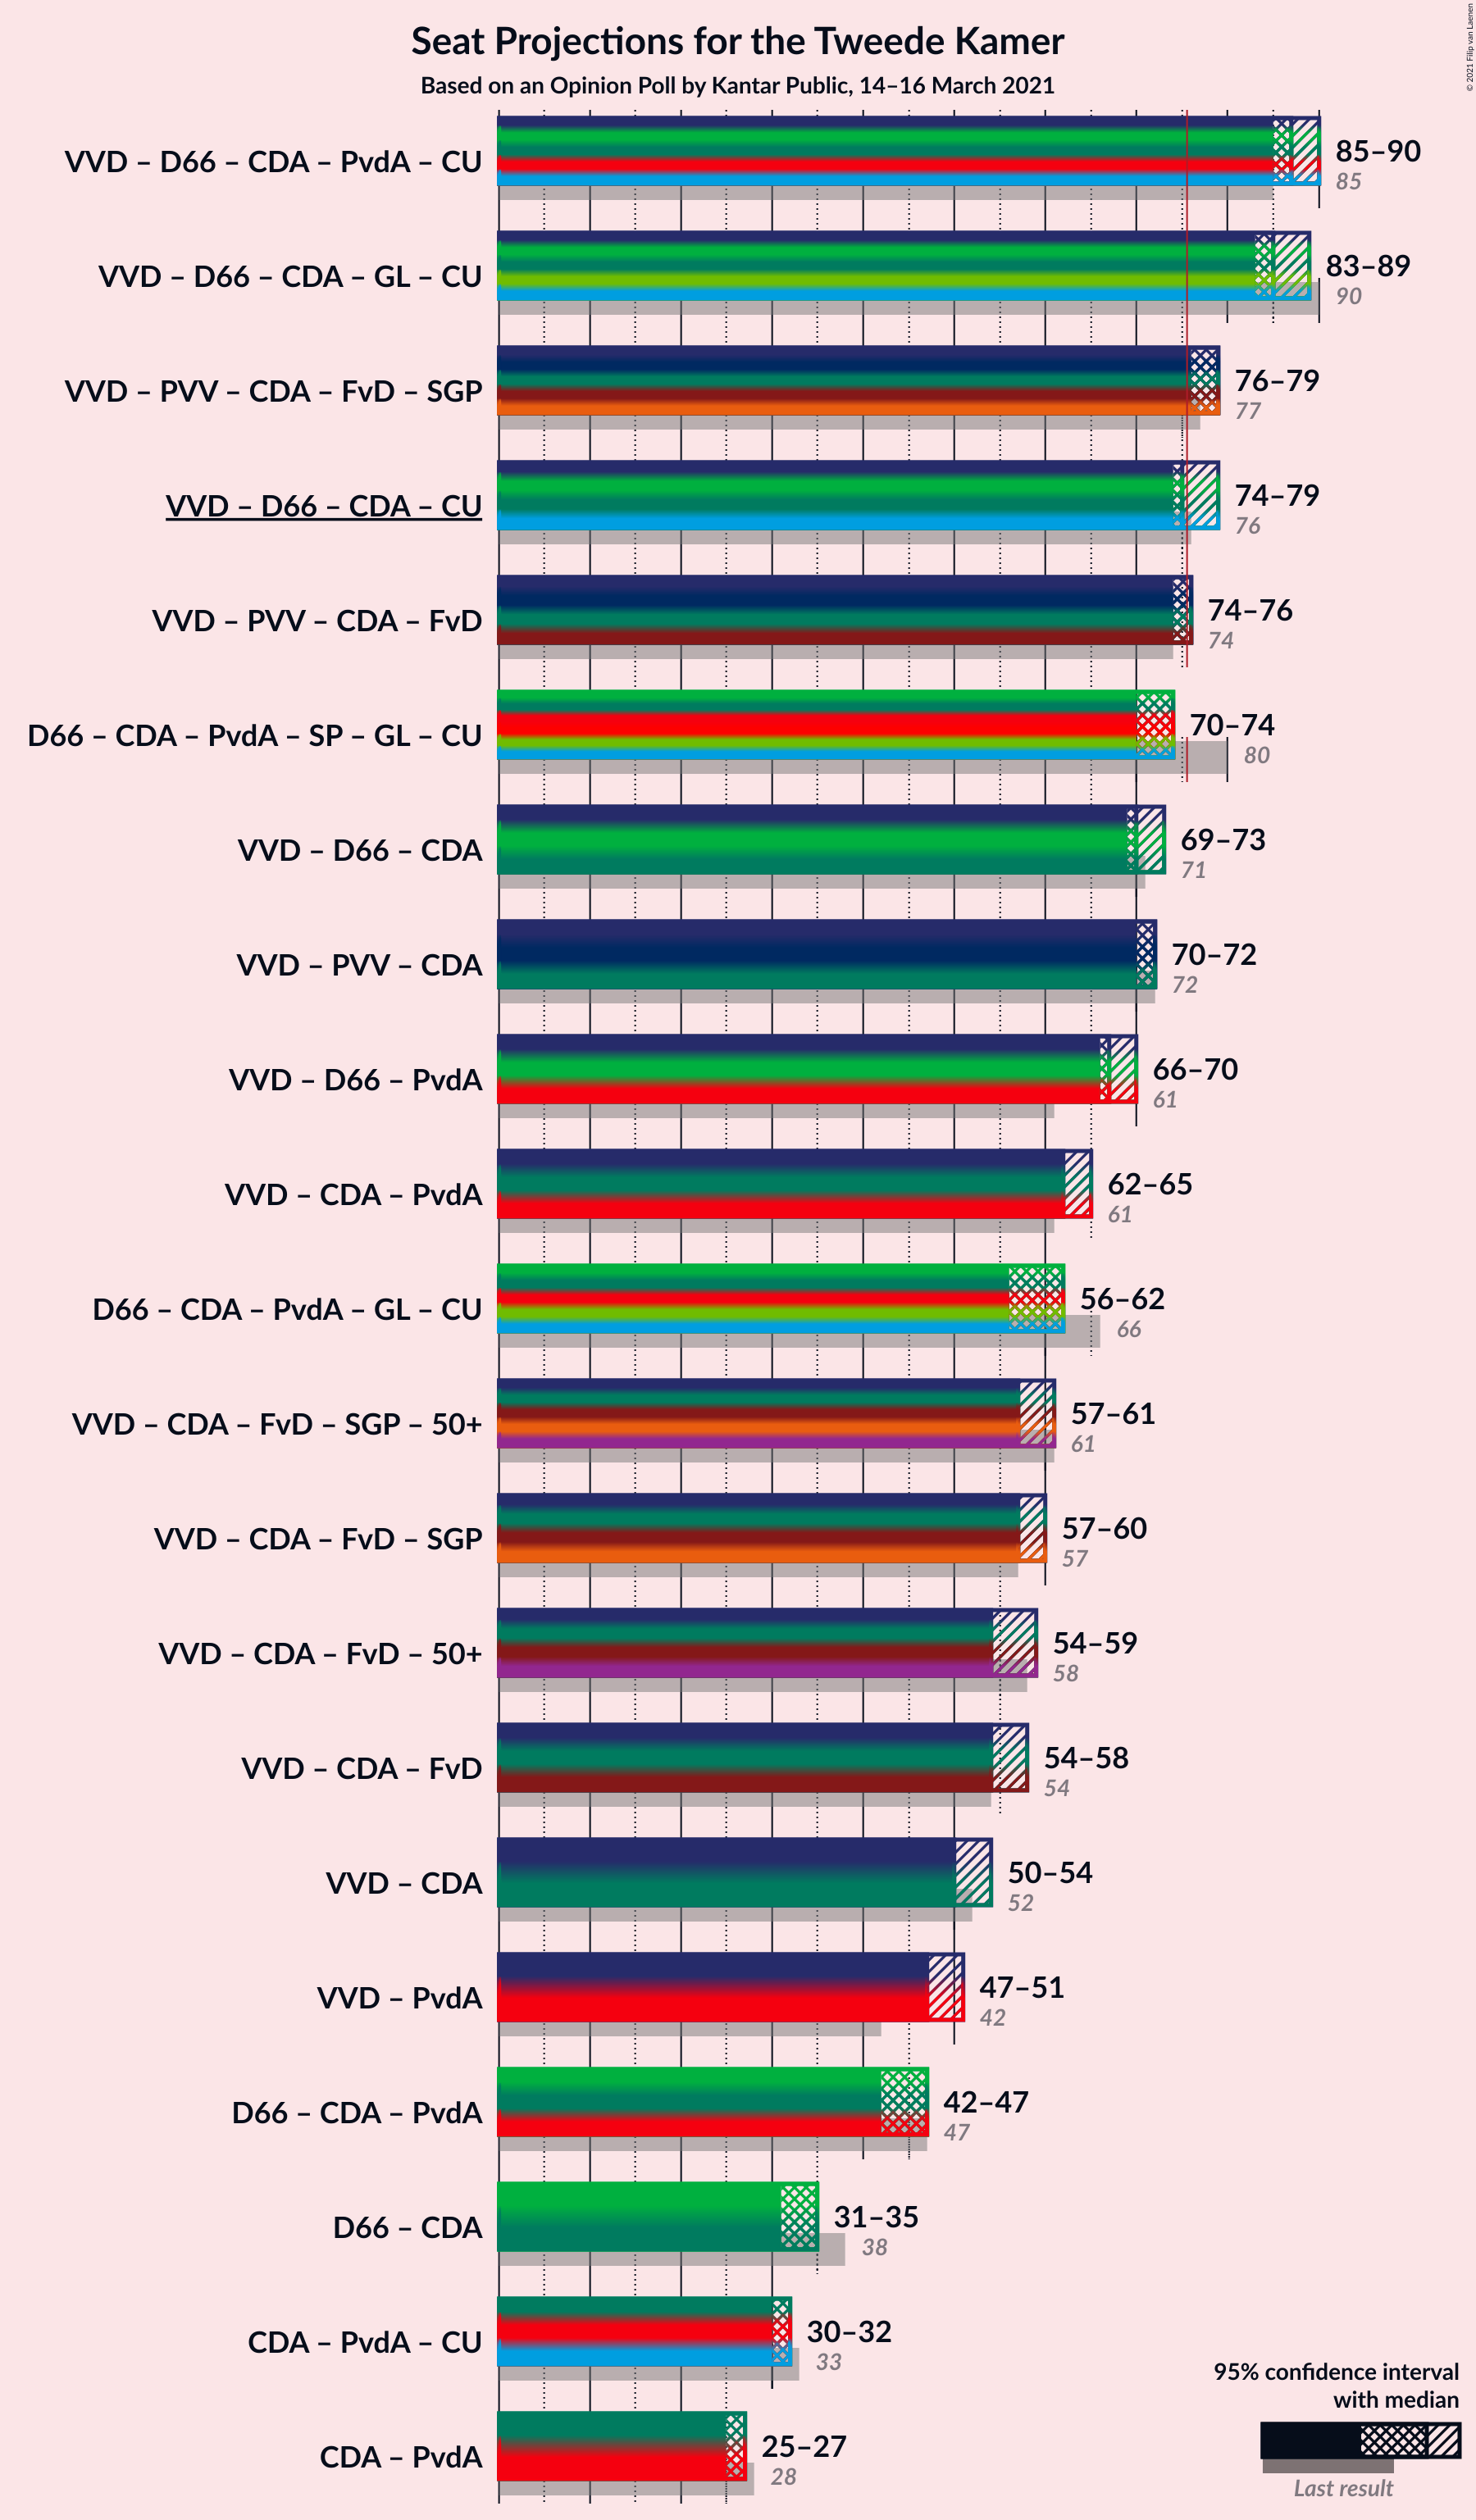 Seat Projections for the Tweede Kamer
Based on an Opinion Poll by Kantar Public, 14–16 March 2021
© 2021 Filip van Laenen
VVD – D66 – CDA – PvdA – CU
85–90
85
VVD – D66 – CDA – GL – CU
83–89
90
VVD – PVV – CDA – FvD – SGP
76–79
77
VVD – D66 – CDA – CU
74–79
76
VVD – PVV – CDA – FvD
74–76
74
D66 – CDA – PvdA – SP – GL – CU
70–74
80
VVD – D66 – CDA
69–73
71
VVD – PVV – CDA
70–72
72
VVD – D66 – PvdA
66–70
61
VVD – CDA – PvdA
62–65
61
D66 – CDA – PvdA – GL – CU
56–62
66
VVD – CDA – FvD – SGP – 50+
57–61
61
VVD – CDA – FvD – SGP
57–60
57
VVD – CDA – FvD – 50+
54–59
58
VVD – CDA – FvD
54–58
54
VVD – CDA
50–54
52
VVD – PvdA
47–51
42
D66 – CDA – PvdA
42–47
47
D66 – CDA
31–35
38
CDA – PvdA – CU
30–32
33
CDA – PvdA
25–27
28
95% confidence interval
with median
Last result